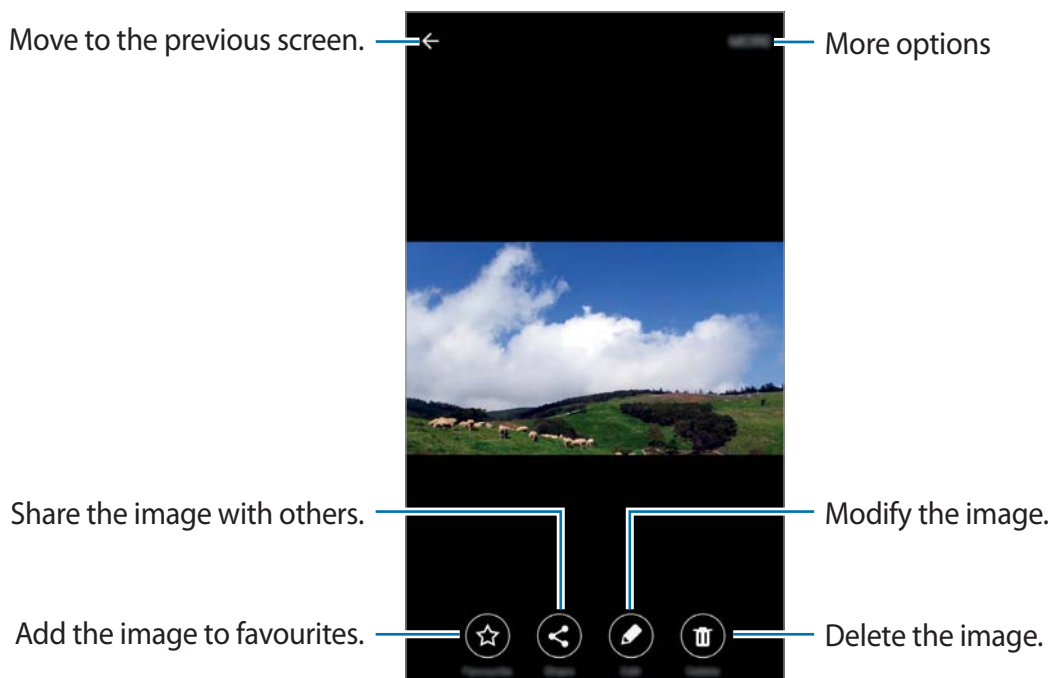 Move to the previous screen.
More options
Share the image with others.
Modify the image.
Add the image to favourites.
Delete the image.